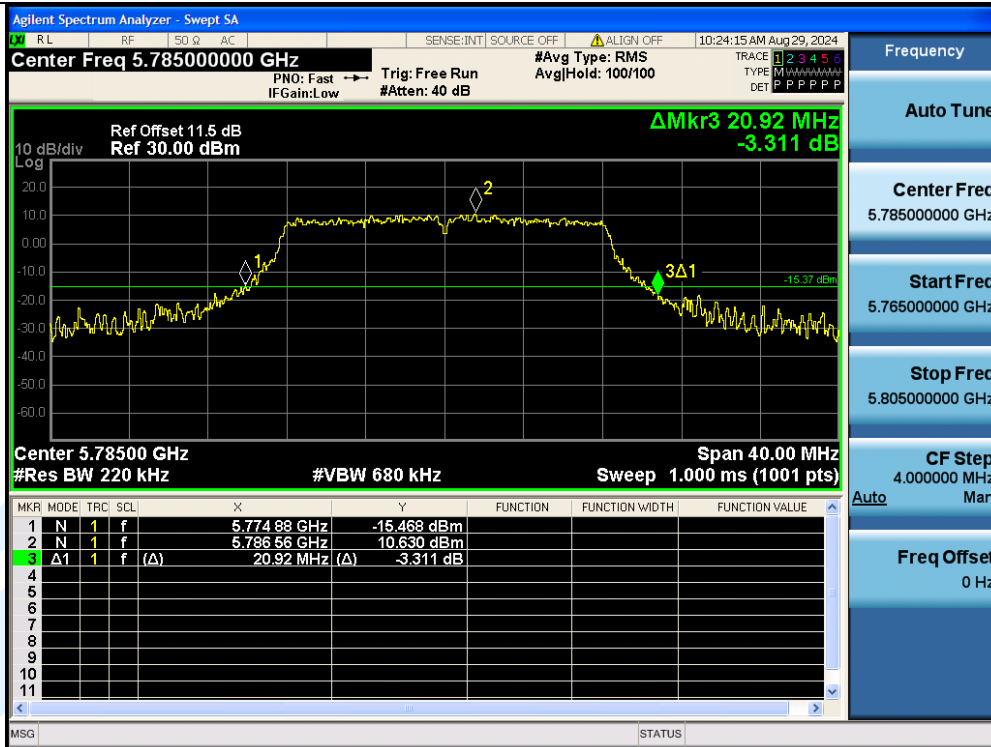 Agilent Spectrum Analyzer - Swept SA
LXI RL RF 50 Ω AC SENSE:INT SOURCE OFF ALIGN OFF 10:24:15 AM Aug 29, 2024
Center Freq 5.785000000 GHz
PNO: Fast
IFGain:Low
Trig: Free Run
#Atten: 40 dB
#Avg Type: RMS
Avg|Hold: 100/100
TRACE 1 2 3 4 5 6
TYPE M
DET P P P P P P
Ref Offset 11.5 dB
10 dB/div Ref 30.00 dBm
Log
ΔMkr3 20.92 MHz
-3.311 dB
20.0
10.0
0.00
-10.0
-20.0
-30.0
-40.0
-50.0
-60.0
1
2
3Δ1
-15.37 dBm
Center 5.78500 GHz Span 40.00 MHz
#Res BW 220 kHz #VBW 680 kHz Sweep 1.000 ms (1001 pts)
MKR MODE TRC SCL X Y FUNCTION FUNCTION WIDTH FUNCTION VALUE
1 N 1 f 5.774 88 GHz -15.468 dBm
2 N 1 f 5.786 56 GHz 10.630 dBm
3 Δ1 1 f (Δ) 20.92 MHz (Δ) -3.311 dB
4
5
6
7
8
9
10
11
MSG STATUS
Frequency
Auto Tune
Center Freq
5.785000000 GHz
Start Freq
5.765000000 GHz
Stop Freq
5.805000000 GHz
CF Step
4.000000 MHz
Auto Man
Freq Offset
0 Hz